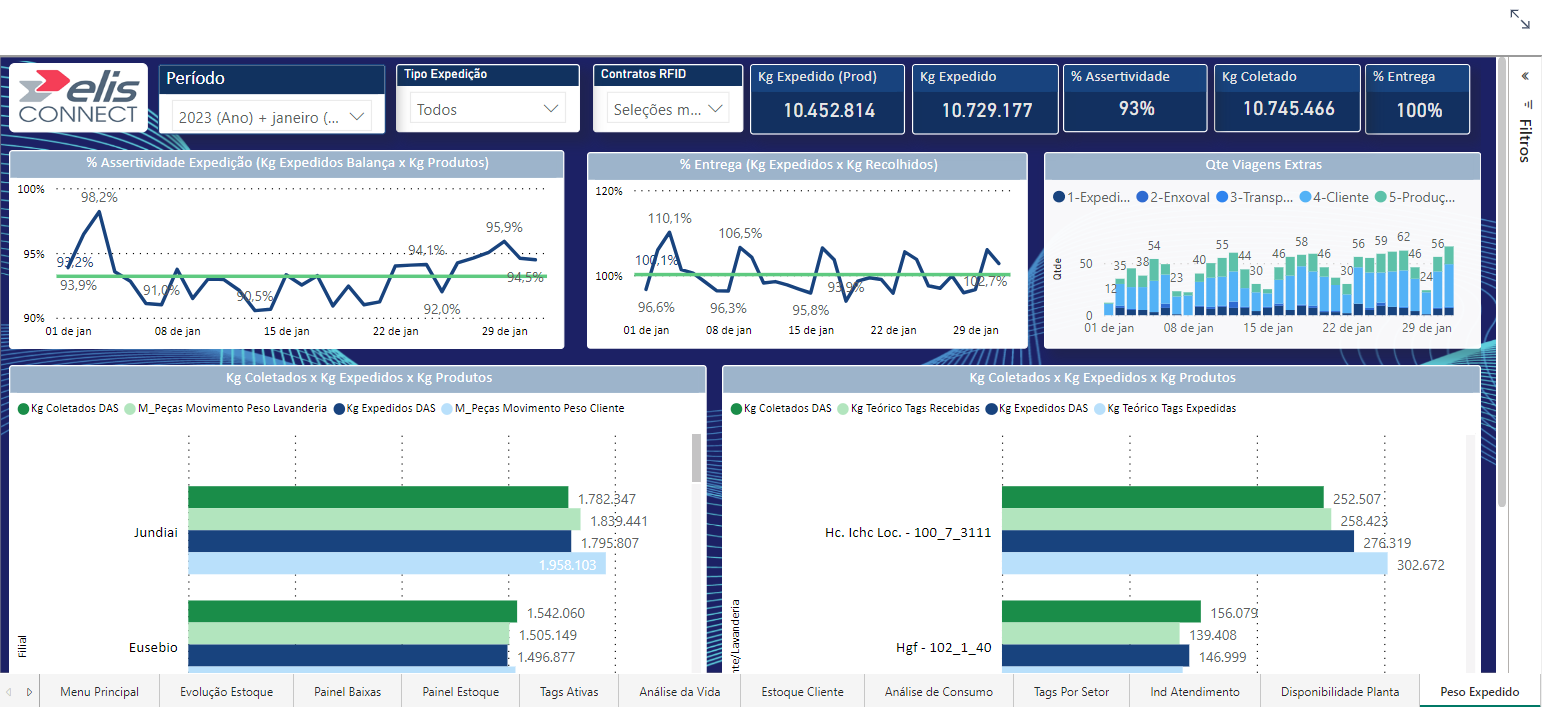 elis
CONNECT
Período
2023 (Ano) + janeiro (...
Tipo Expedição
Todos
Contratos RFID
Seleções m...
Kg Expedido (Prod)
10.452.814
Kg Expedido
10.729.177
% Assertividade
93%
Kg Coletado
10.745.466
% Entrega
100%
Filtros
% Assertividade Expedição (Kg Expedidos Balança x Kg Produtos)
100%
95%
90%
98,2%
93,2%
93,9%
91,0%
90,5%
94,1%
92,0%
95,9%
94,5%
01 de jan
08 de jan
15 de jan
22 de jan
29 de jan
% Entrega (Kg Expedidos x Kg Recolhidos)
120%
100%
110,1%
100,1%
96,6%
106,5%
96,3%
95,8%
93,9%
102,7%
01 de jan
08 de jan
15 de jan
22 de jan
29 de jan
Qte Viagens Extras
1-Expedi... 2-Enxoval 3-Transp... 4-Cliente 5-Produç...
Qtde
50
0
12 35 38 54 23 40 55 44 30 46 58 46 30 56 59 62 46 24 56
01 de jan
08 de jan
15 de jan
22 de jan
29 de jan
Kg Coletados x Kg Expedidos x Kg Produtos
Kg Coletados DAS M_Peças Movimento Peso Lavanderia Kg Expedidos DAS M_Peças Movimento Peso Cliente
Filial
Jundiai
1.782.347
1.839.441
1.795.807
1.958.103
Eusebio
1.542.060
1.505.149
1.496.877
Kg Coletados x Kg Expedidos x Kg Produtos
Kg Coletados DAS Kg Teórico Tags Recebidas Kg Expedidos DAS Kg Teórico Tags Expedidas
nte/Lavanderia
Hc. Ichc Loc. - 100_7_3111
252.507
258.423
276.319
302.672
Hgf - 102_1_40
156.079
139.408
146.999
Menu Principal
Evolução Estoque
Painel Baixas
Painel Estoque
Tags Ativas
Análise da Vida
Estoque Cliente
Análise de Consumo
Tags Por Setor
Ind Atendimento
Disponibilidade Planta
Peso Expedido